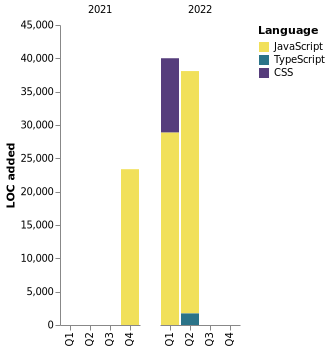 2021
2022
Language
JavaScript
TypeScript
CSS
LOC added
45,000
40,000
35,000
30,000
25,000
20,000
15,000
10,000
5,000
0
Q1
Q2
Q3
Q4
Q1
Q2
Q3
Q4